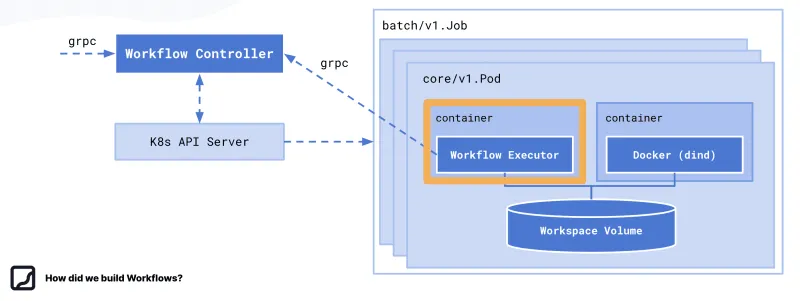 grpc
Workflow Controller
grpc
K8s API Server
batch/v1.Job
core/v1.Pod
container
Workflow Executor
container
Docker (dind)
Workspace Volume
How did we build Workflows?